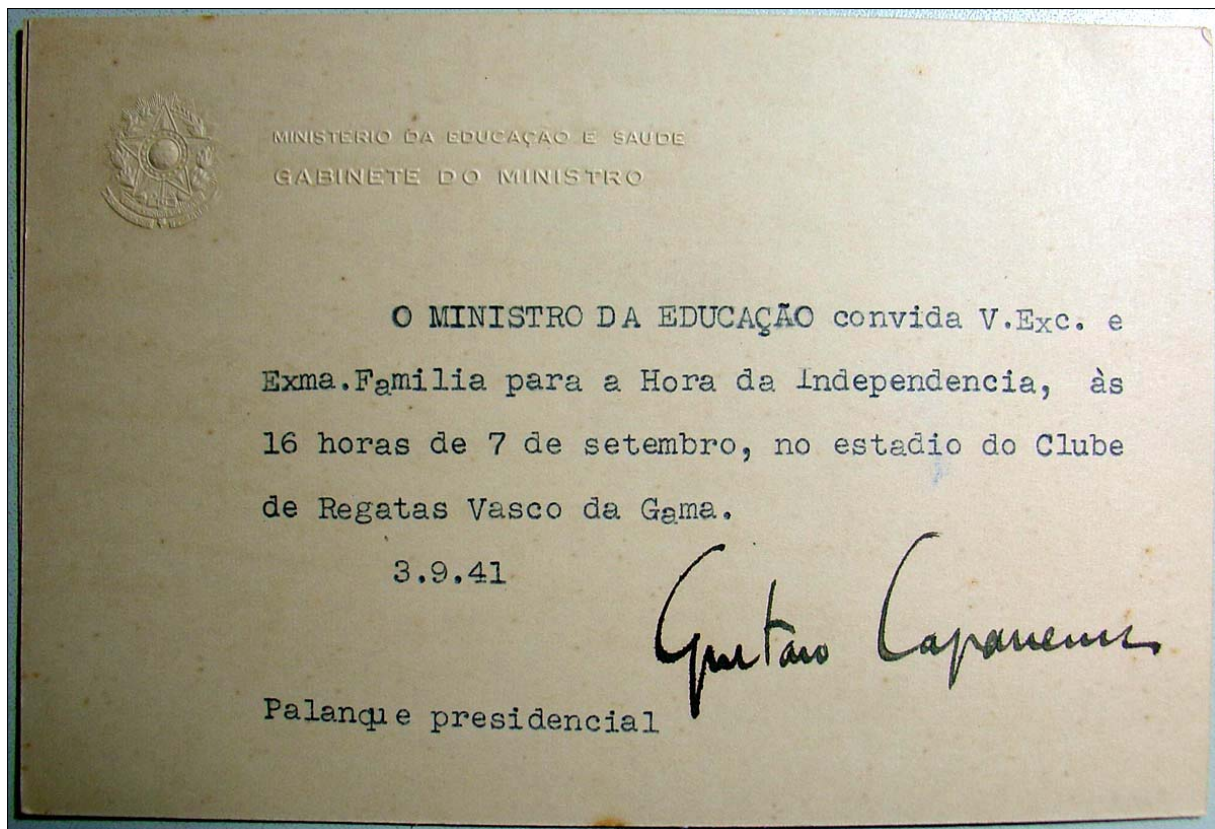 MINISTERIO DA EDUCAÇÃO E SAUDE
GABINETE DO MINISTRO
O MINISTRO DA EDUCAÇÃO convida V.Exc. e
Exma.Familia para a Hora da Independencia, às
16 horas de 7 de setembro, no estadio do Clube
de Regatas Vasco da Gama.
3.9.41
Gustavo Capanema
Palanque presidencial